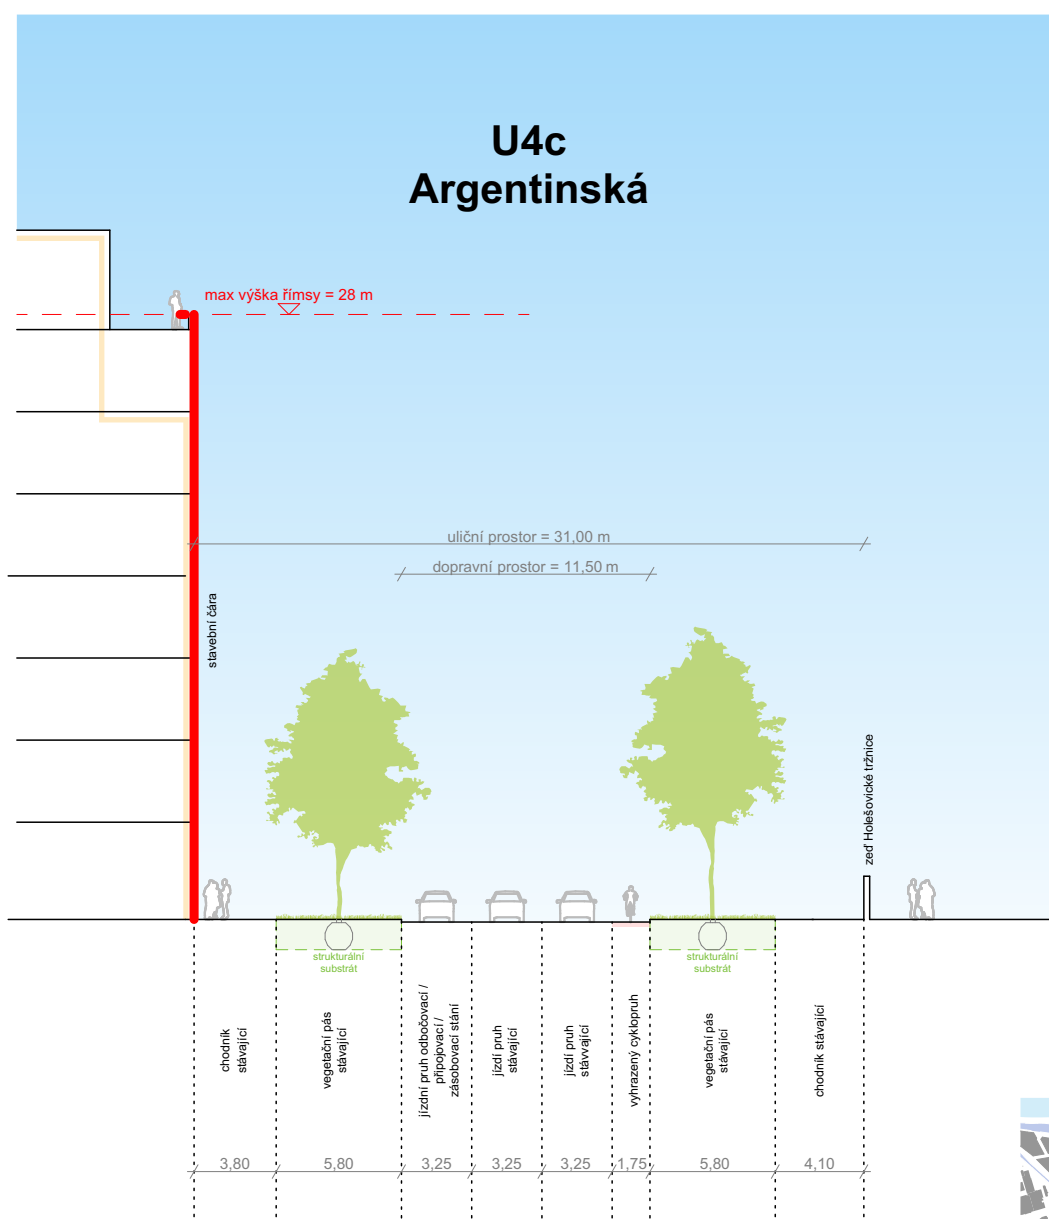 U4c
Argentinská
max výška římsy = 28 m
uliční prostor = 31,00 m
dopravní prostor = 11,50 m
stavební čára
zeď Holešovické tržnice
strukturální
substrát
strukturální
substrát
chodník
stávající
vegetační pás
stávající
jízdní pruh odbočovací /
připojovací /
zásobovací stání
jízdí pruh
stávající
jízdí pruh
stávvající
vyhrazený cyklopruh
vegetační pás
stávající
chodník stávající
3,80
5,80
3,25
3,25
3,25
1,75
5,80
4,10